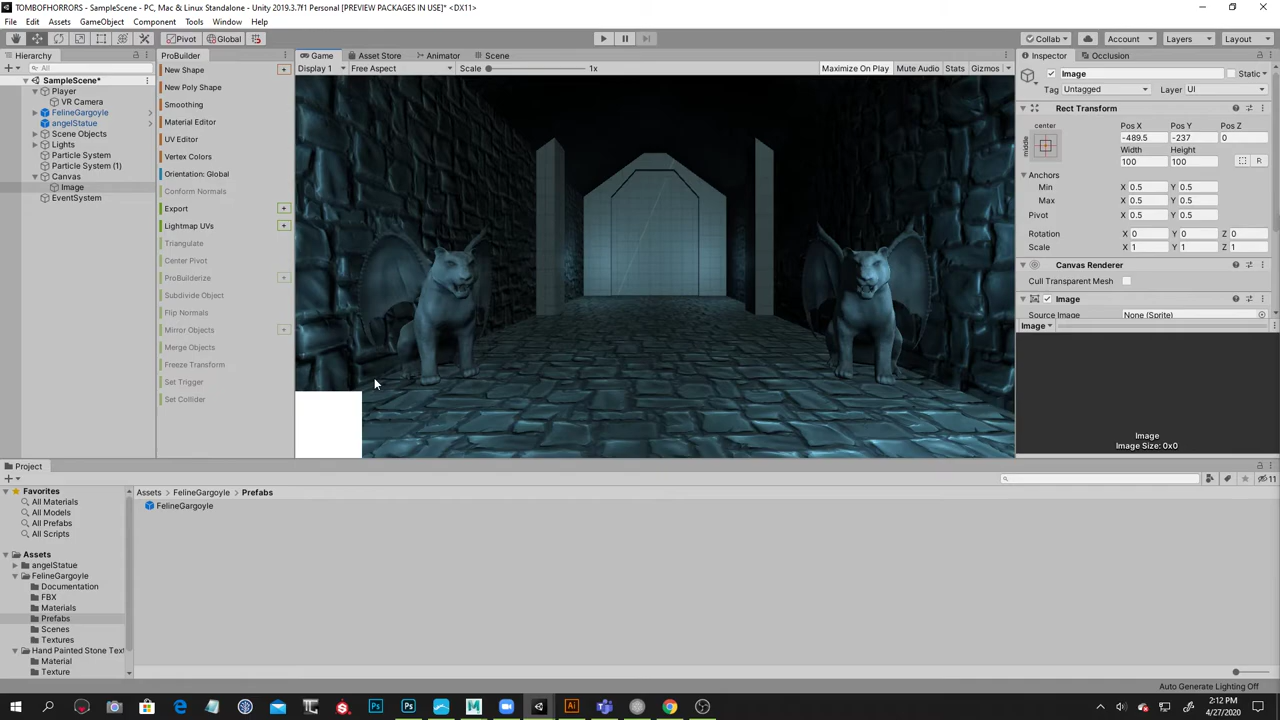 TOMBOFHORRORS - SampleScene - PC, Mac & Linux Standalone - Unity 2019.3.7f1 Personal [PREVIEW PACKAGES IN USE]* <DX11>
File Edit Assets GameObject Component Tools Window Help
Pivot Global Collab Account Layers Layout
Hierarchy ProBuilder Game Asset Store Animator Scene Inspector Occlusion
All
Display 1 Free Aspect Scale 1x Maximize On Play Mute Audio Stats Gizmos
SampleScene*
Player
VR Camera
FelineGargoyle
angelStatue
Scene Objects
Lights
Particle System
Particle System (1)
Canvas
Image
EventSystem
New Shape
New Poly Shape
Smoothing
Material Editor
UV Editor
Vertex Colors
Orientation: Global
Conform Normals
Export
Lightmap UVs
Triangulate
Center Pivot
ProBuilderize
Subdivide Object
Flip Normals
Mirror Objects
Merge Objects
Freeze Transform
Set Trigger
Set Collider
Image Static
Tag Untagged Layer UI
Rect Transform
center
middle
Pos X Pos Y Pos Z
-489.5 -237 0
Width Height
100 100 R
Anchors
Min X 0.5 Y 0.5
Max X 0.5 Y 0.5
Pivot X 0.5 Y 0.5
Rotation X 0 Y 0 Z 0
Scale X 1 Y 1 Z 1
Canvas Renderer
Cull Transparent Mesh
Image
Source Image None (Sprite)
Image
Image
Image Size: 0x0
Project
11
Favorites
All Materials
All Models
All Prefabs
All Scripts
Assets
angelStatue
FelineGargoyle
Documentation
FBX
Materials
Prefabs
Scenes
Textures
Hand Painted Stone Text
Material
Texture
Assets FelineGargoyle Prefabs
FelineGargoyle
Auto Generate Lighting Off
Ps Ps M Ai
2:12 PM
4/27/2020